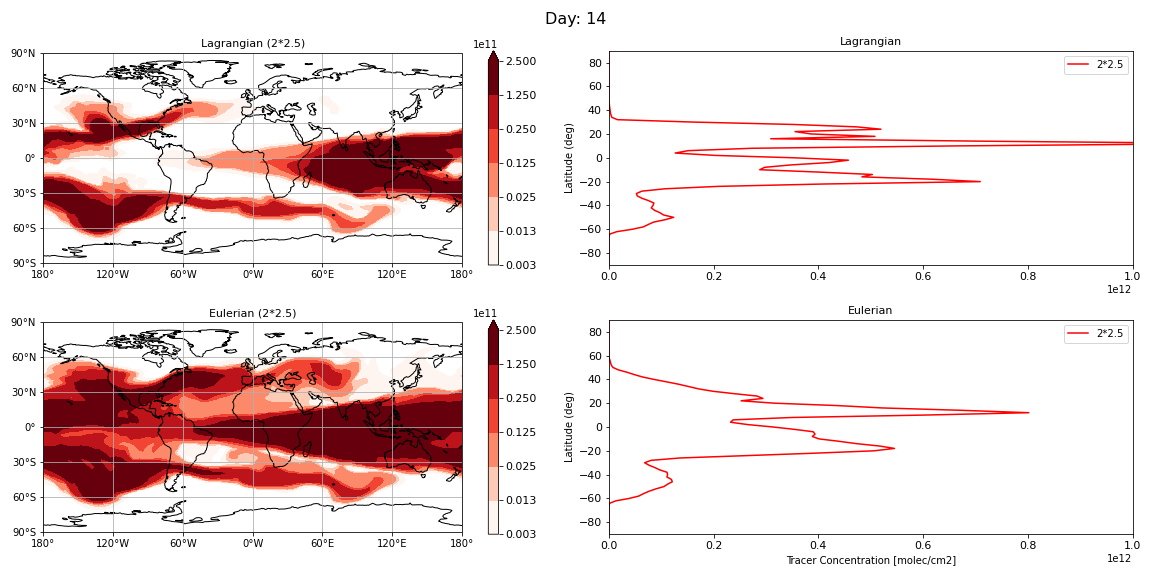 Day: 14
Lagrangian (2*2.5)
1e11
90°N
60°N
30°N
0°
30°S
60°S
90°S
180°
120°W
60°W
0°W
60°E
120°E
180°
2.500
1.250
0.250
0.125
0.025
0.013
0.003
Lagrangian
2*2.5
Latitude (deg)
80
60
40
20
0
−20
−40
−60
−80
0.0
0.2
0.4
0.6
0.8
1.0
1e12
Eulerian (2*2.5)
1e11
90°N
60°N
30°N
0°
30°S
60°S
90°S
180°
120°W
60°W
0°W
60°E
120°E
180°
2.500
1.250
0.250
0.125
0.025
0.013
0.003
Eulerian
2*2.5
Latitude (deg)
80
60
40
20
0
−20
−40
−60
−80
0.0
0.2
0.4
0.6
0.8
1.0
Tracer Concentration [molec/cm2]
1e12